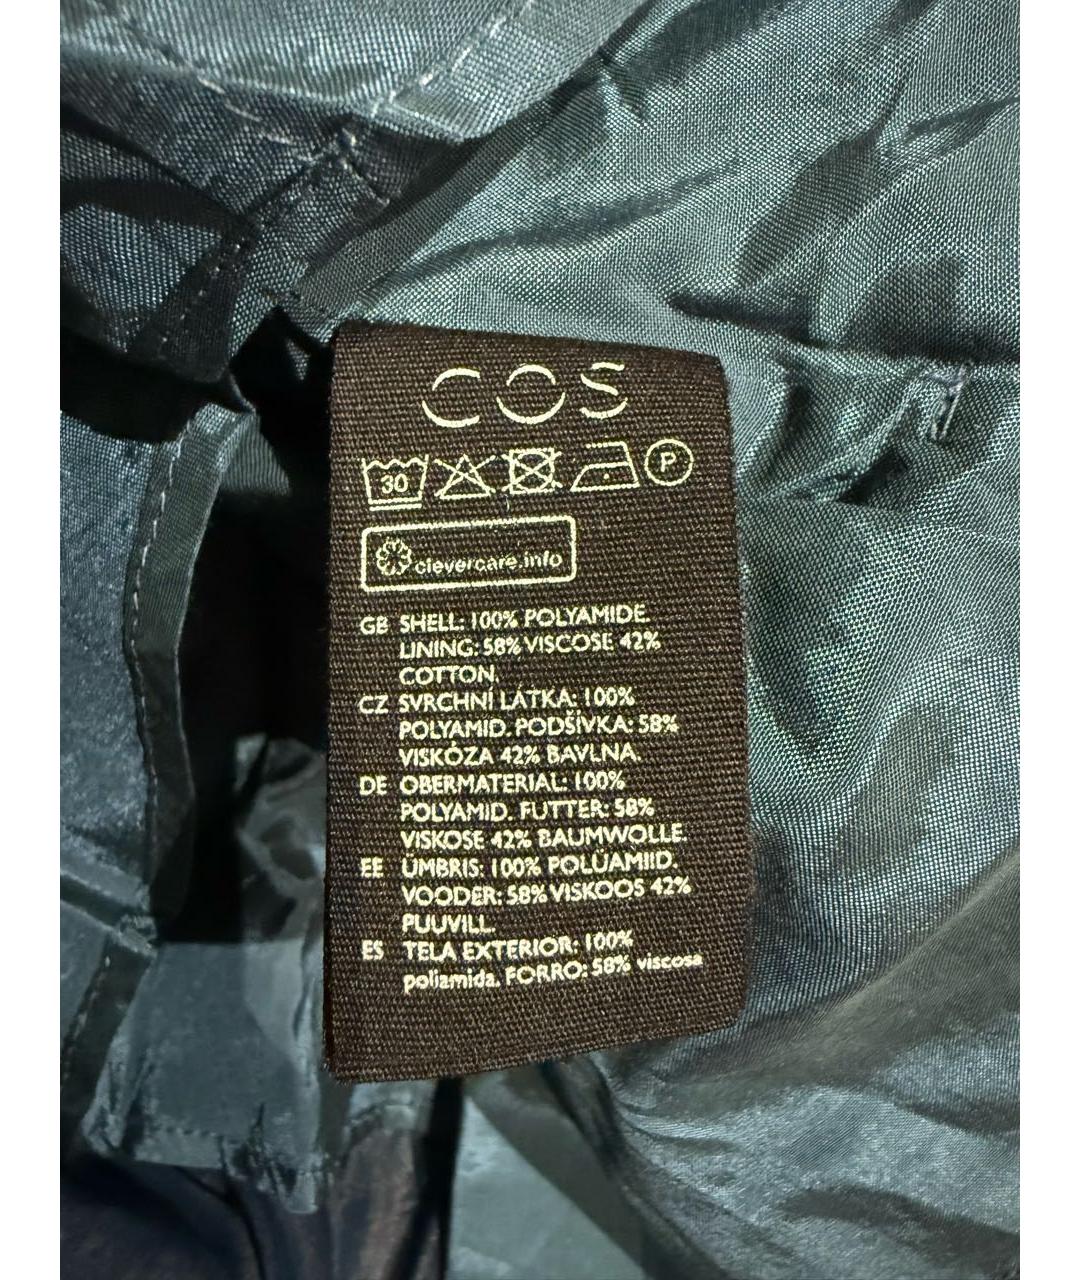 COS
30
P
clevercare.info
GB SHELL: 100% POLYAMIDE.
LINING: 58% VISCOSE 42%
COTTON.
CZ SVRCHNÍ LÁTKA: 100%
POLYAMID. PODŠÍVKA: 58%
VISKÓZA 42% BAVLNA.
DE OBERMATERIAL: 100%
POLYAMID. FUTTER: 58%
VISKOSE 42% BAUMWOLLE.
EE ÜMBRIS: 100% POLÜAMIID.
VOODER: 58% VISKOOS 42%
PUUVILL.
ES TELA EXTERIOR: 100%
poliamida. FORRO: 58% viscosa